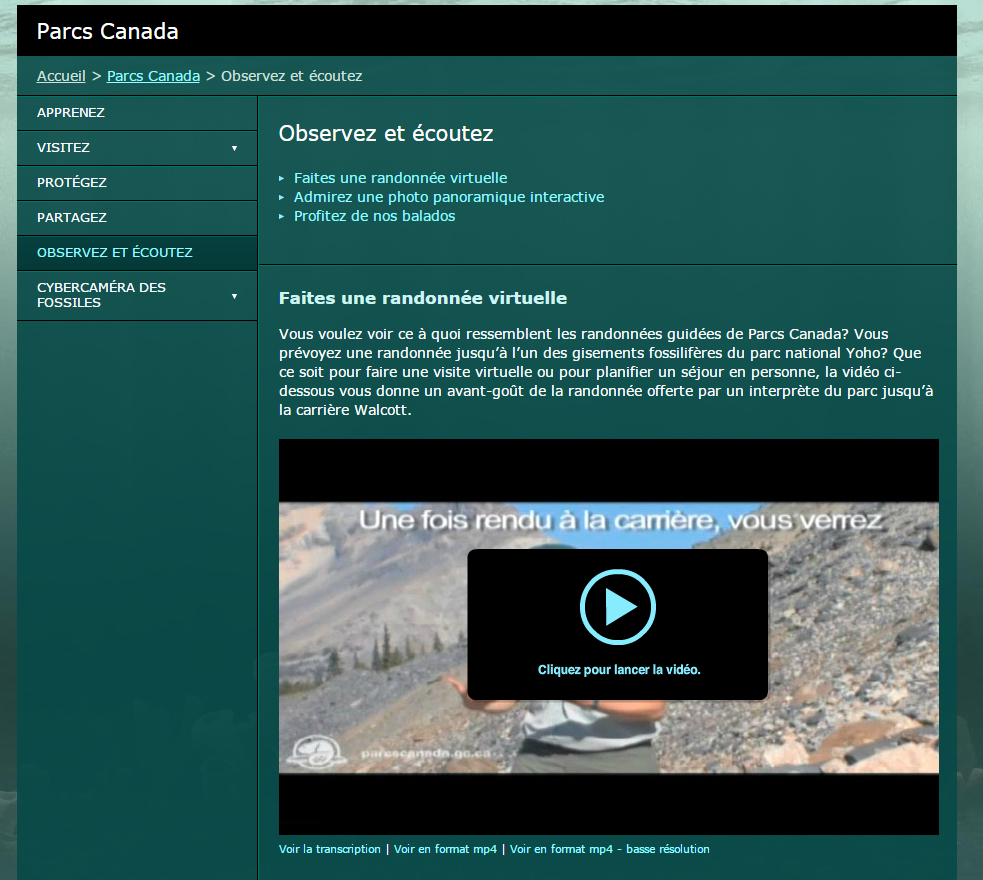 Parcs Canada
Accueil > Parcs Canada > Observez et écoutez
APPRENEZ
VISITEZ
PROTÉGEZ
PARTAGEZ
OBSERVEZ ET ÉCOUTEZ
CYBERCAMÉRA DES
FOSSILES
Observez et écoutez
Faites une randonnée virtuelle
Admirez une photo panoramique interactive
Profitez de nos balados
Faites une randonnée virtuelle
Vous voulez voir ce à quoi ressemblent les randonnées guidées de Parcs Canada? Vous
prévoyez une randonnée jusqu’à l’un des gisements fossilifères du parc national Yoho? Que
ce soit pour faire une visite virtuelle ou pour planifier un séjour en personne, la vidéo ci-
dessous vous donne un avant-goût de la randonnée offerte par un interprète du parc jusqu’à
la carrière Walcott.
Une fois rendu à la carrière, vous verrez
Cliquez pour lancer la vidéo.
parcscanada.gc.ca
Voir la transcription | Voir en format mp4 | Voir en format mp4 - basse résolution